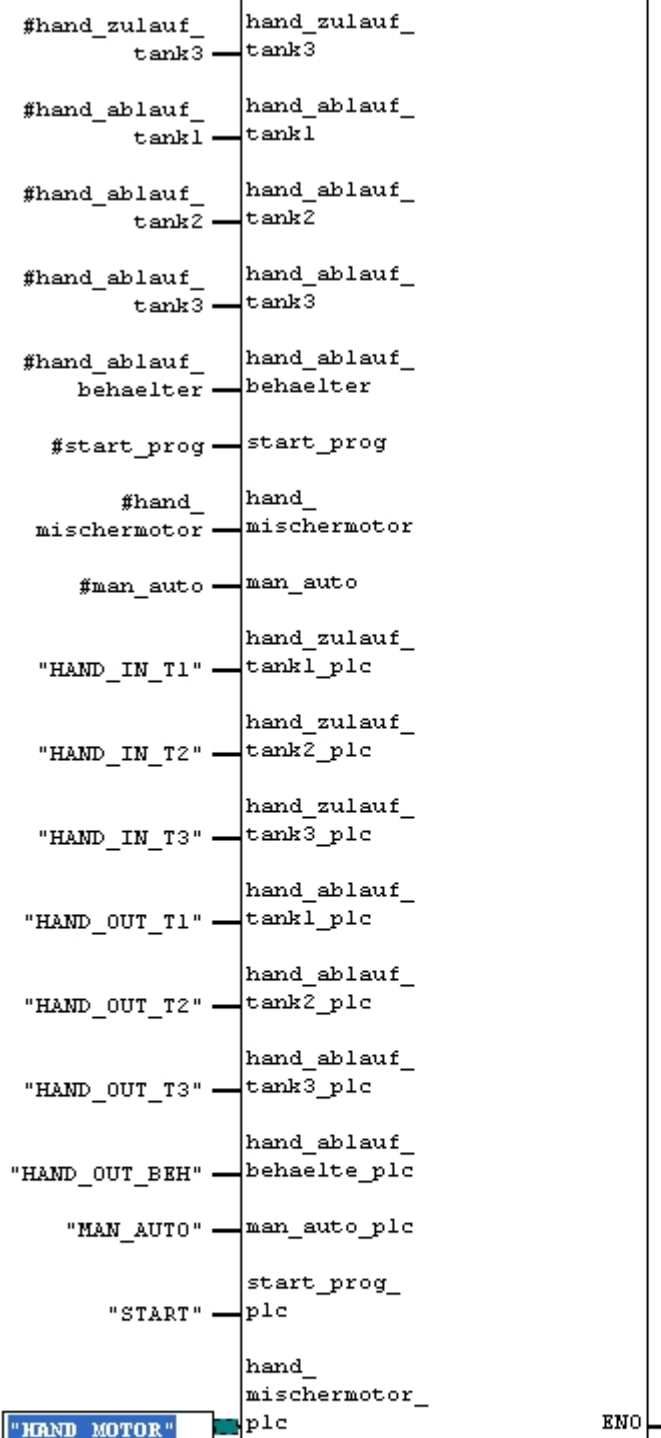 #hand_zulauf_ hand_zulauf_
tank3 tank3
#hand_ablauf_ hand_ablauf_
tank1 tank1
#hand_ablauf_ hand_ablauf_
tank2 tank2
#hand_ablauf_ hand_ablauf_
tank3 tank3
#hand_ablauf_ hand_ablauf_
behaelter behaelter
#start_prog start_prog
#hand_ hand_
mischermotor mischermotor
#man_auto man_auto
hand_zulauf_
"HAND_IN_T1" tank1_plc
hand_zulauf_
"HAND_IN_T2" tank2_plc
hand_zulauf_
"HAND_IN_T3" tank3_plc
hand_ablauf_
"HAND_OUT_T1" tank1_plc
hand_ablauf_
"HAND_OUT_T2" tank2_plc
hand_ablauf_
"HAND_OUT_T3" tank3_plc
hand_ablauf_
"HAND_OUT_BEH" behaelte_plc
"MAN_AUTO" man_auto_plc
start_prog_
"START" plc
hand_
mischermotor_
"HAND_MOTOR" plc ENO